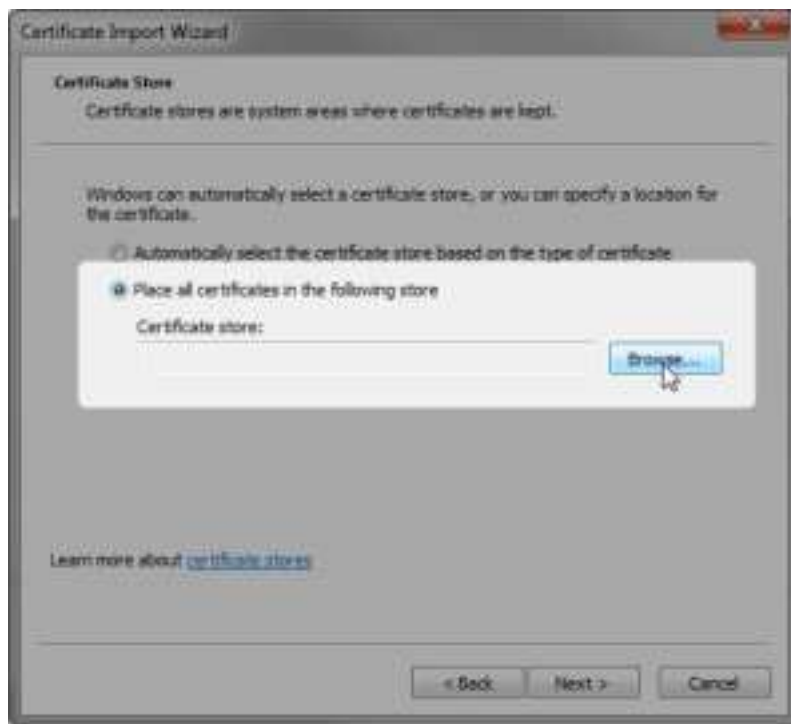 Certificate Import Wizard
Certificate Store
Certificate stores are system areas where certificates are kept.
Windows can automatically select a certificate store, or you can specify a location for
the certificate.
Automatically select the certificate store based on the type of certificate
Place all certificates in the following store
Certificate store:
Browse...
Learn more about certificate stores
< Back Next > Cancel